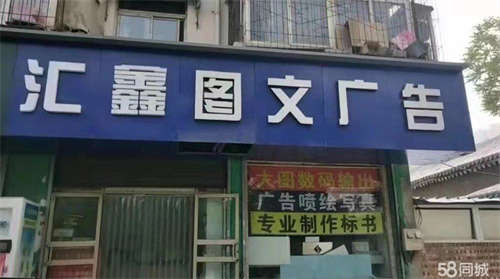 汇鑫图文广告
大图数码输出
广告喷绘写真
专业制作标书
58同城